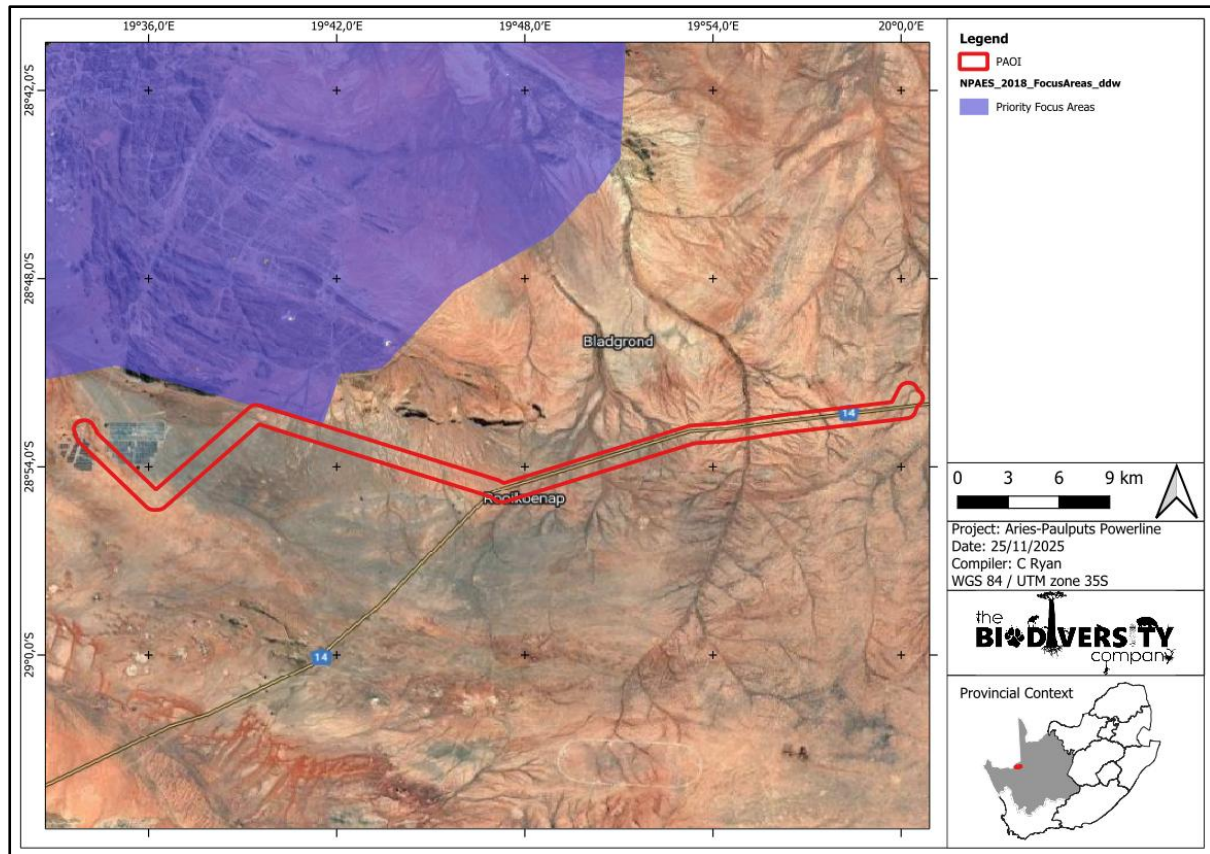 19°36,0'E 19°42,0'E 19°48,0'E 19°54,0'E 20°0,0'E
28°42,0'S
28°48,0'S
28°54,0'S
29°0,0'S
Bladgrond
14
Rooikoenap
14
Legend
PAOI
NPAES_2018_FocusAreas_ddw
Priority Focus Areas
0 3 6 9 km
Project: Aries-Paulputs Powerline
Date: 25/11/2025
Compiler: C Ryan
WGS 84 / UTM zone 35S
the
BIODIVERSITY
company
Provincial Context